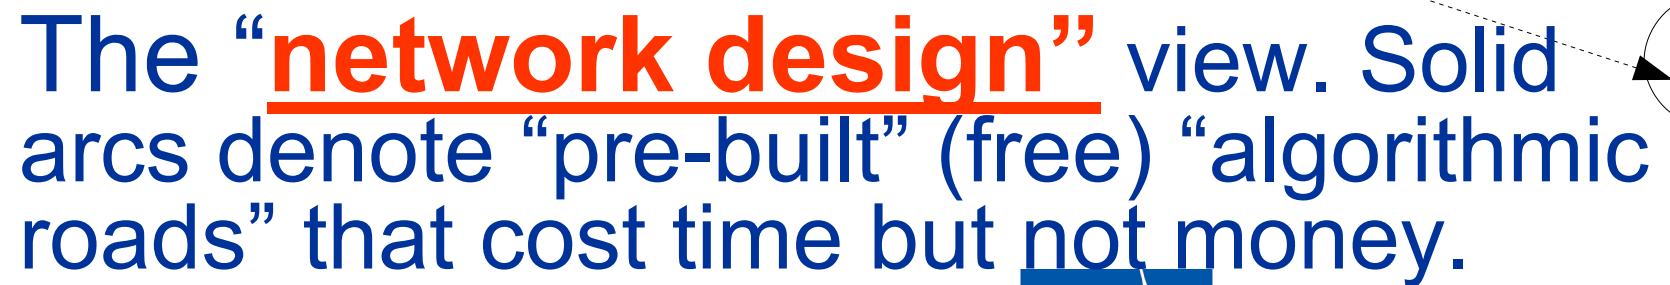 The “network design” view. Solid
arcs denote “pre-built” (free) “algorithmic
roads” that cost time but not money.